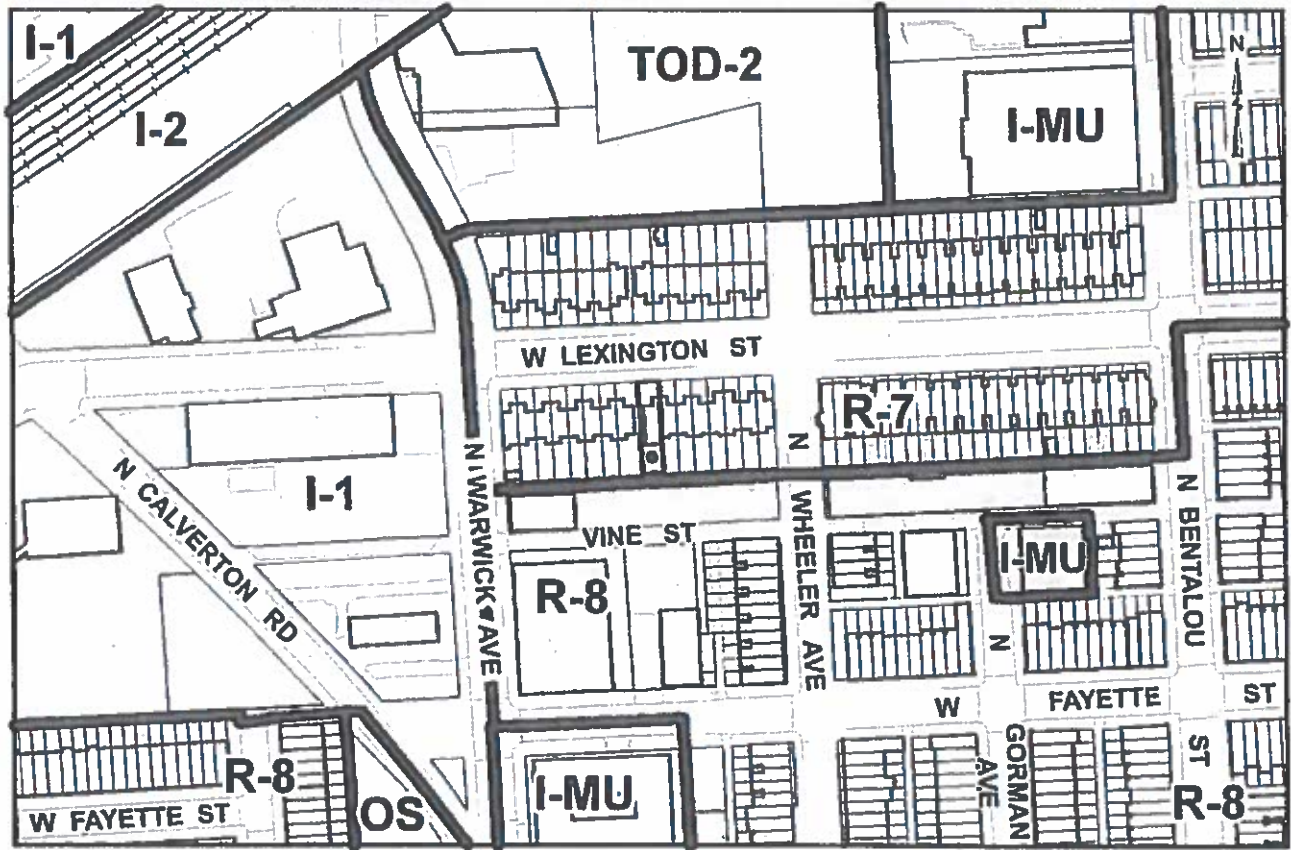 I-1
TOD-2
N
I-2
I-MU
W LEXINGTON ST
R-7
N
N CALVERTON RD
I-1
N WARWICK AVE
VINE ST
WHEELER AVE
N BENTALOU
I-MU
R-8
N
W
FAYETTE
ST
R-8
OS
I-MU
AVE
GORMAN
ST
R-8
W FAYETTE ST